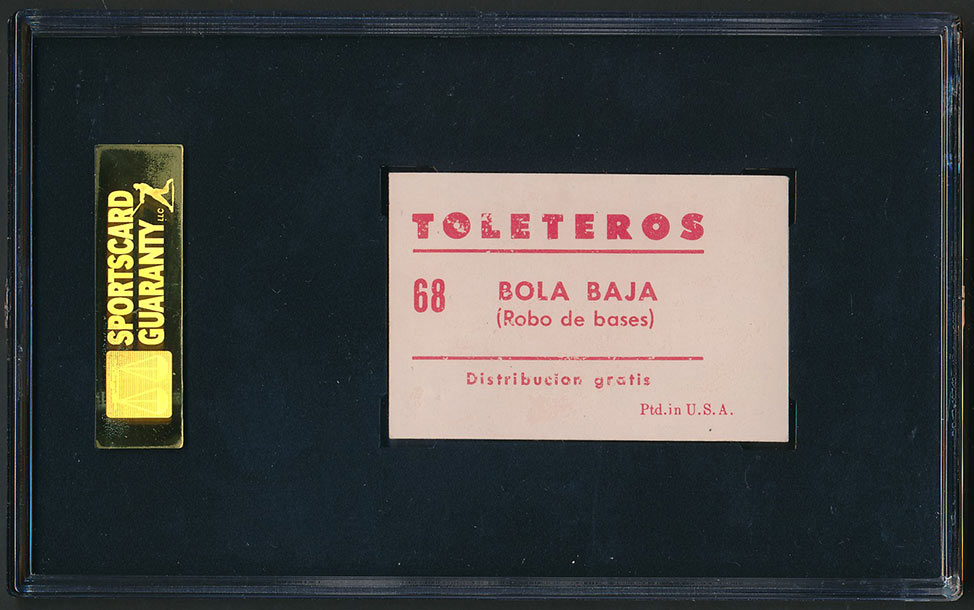 SPORTSCARD
GUARANTY LLC
TOLETEROS
68 BOLA BAJA
(Robo de bases)
Distribucion gratis
Ptd.in U.S.A.